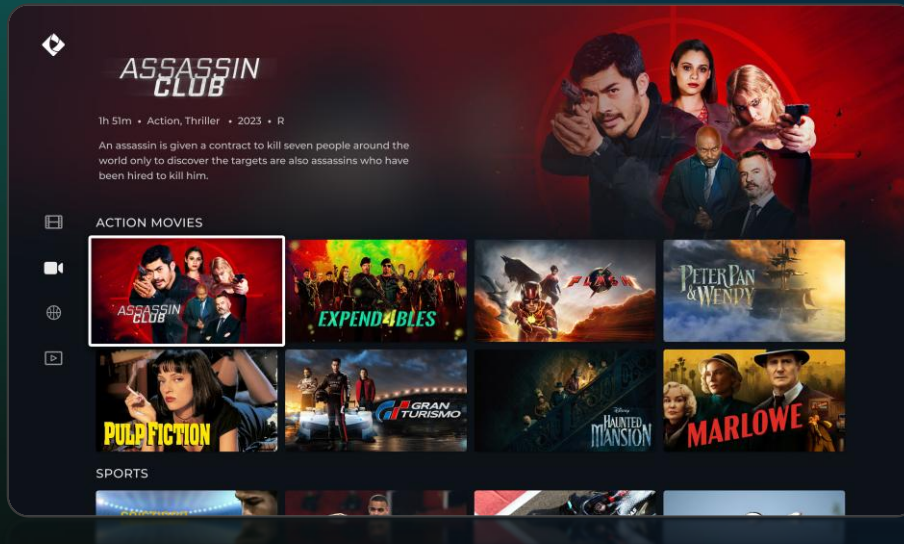 ASSASSIN
CLUB
1h 51m • Action, Thriller • 2023 • R
An assassin is given a contract to kill seven people around the
world only to discover the targets are also assassins who have
been hired to kill him.
ACTION MOVIES
ASSASSIN
CLUB
EXPEND4BLES
FLASH
PETER PAN
& WENDY
PULP FICTION
GRAN
TURISMO
Disney
HAUNTED
MANSION
MARLOWE
SPORTS